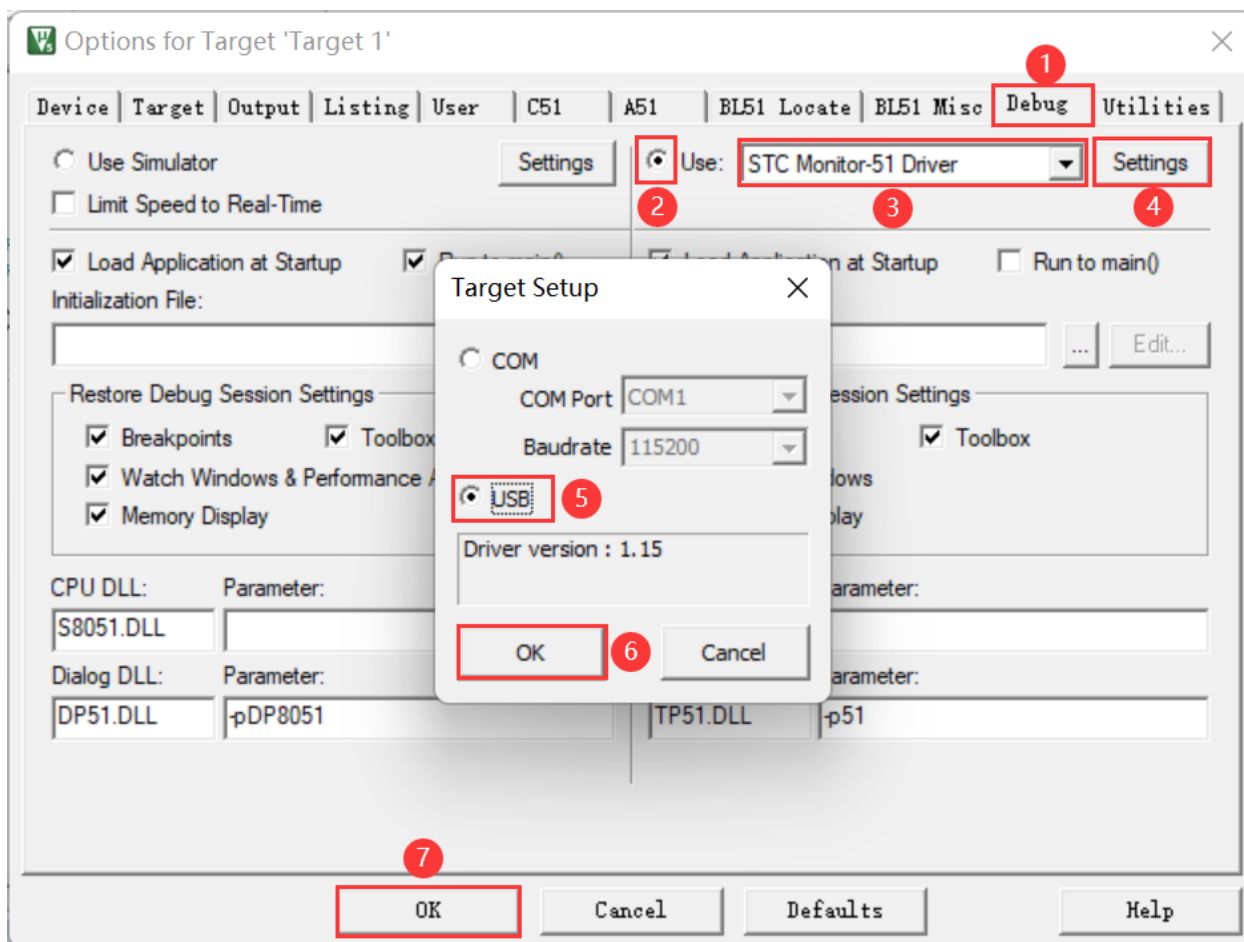 Options for Target 'Target 1'
1
Device Target Output Listing User C51 A51 BL51 Locate BL51 Misc Debug Utilities
Use Simulator Settings Use: STC Monitor-51 Driver Settings
Limit Speed to Real-Time 2 3 4
Load Application at Startup at Startup Run to main()
Initialization File:
Target Setup
... Edit...
COM
COM Port COM1
Baudrate 115200
USB 5
Driver version : 1.15
OK 6 Cancel
Restore Debug Session Settings Settings
Breakpoints Toolbox Toolbox
Watch Windows & Performance
Memory Display
CPU DLL: Parameter:
S8051.DLL
Dialog DLL: Parameter:
DP51.DLL -pDP8051 TP51.DLL -p51
7
OK Cancel Defaults Help